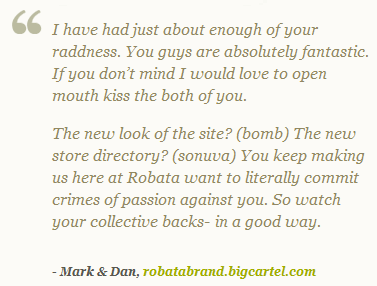 I have had just about enough of your
raddness. You guys are absolutely fantastic.
If you don't mind I would love to open
mouth kiss the both of you.
The new look of the site? (bomb) The new
store directory? (sonuva) You keep making
us here at Robata want to literally commit
crimes of passion against you. So watch
your collective backs- in a good way.
- Mark & Dan, robatabrand.bigcartel.com